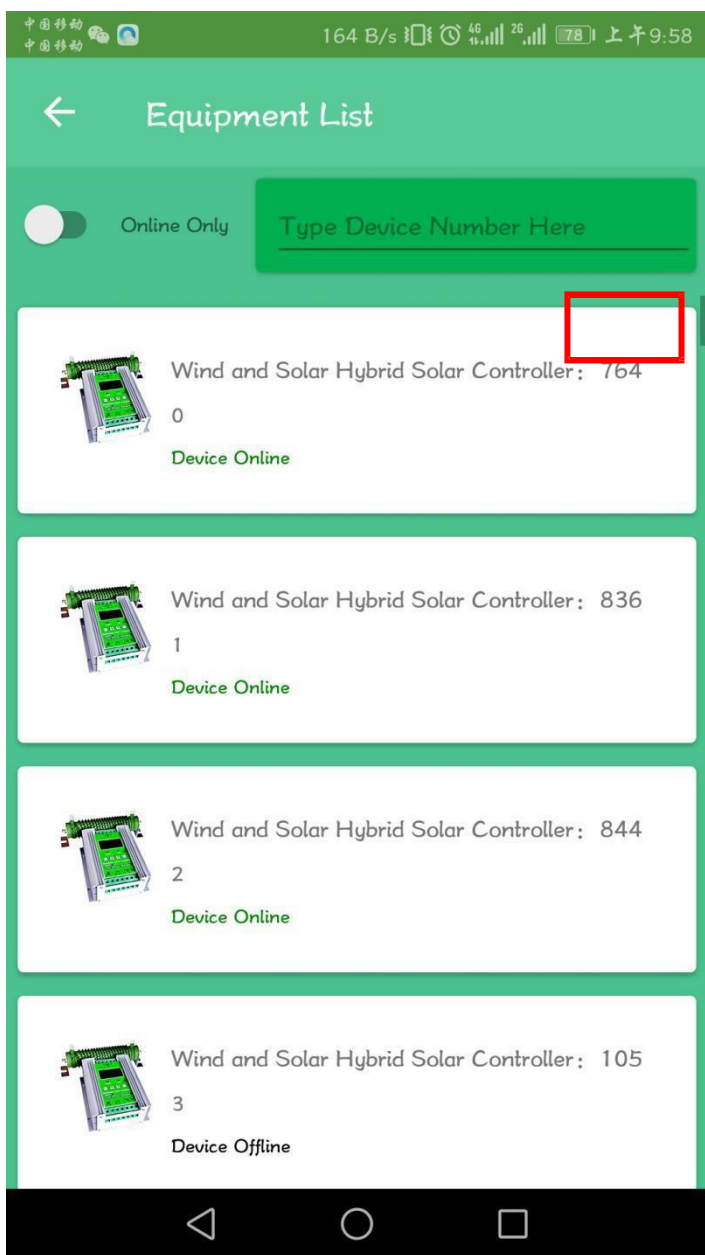 中国移动
中国移动
164 B/s 4G 2G 78 上午9:58
Equipment List
Online Only
Type Device Number Here
Wind and Solar Hybrid Solar Controller：764
0
Device Online
Wind and Solar Hybrid Solar Controller：836
1
Device Online
Wind and Solar Hybrid Solar Controller：844
2
Device Online
Wind and Solar Hybrid Solar Controller：105
3
Device Offline